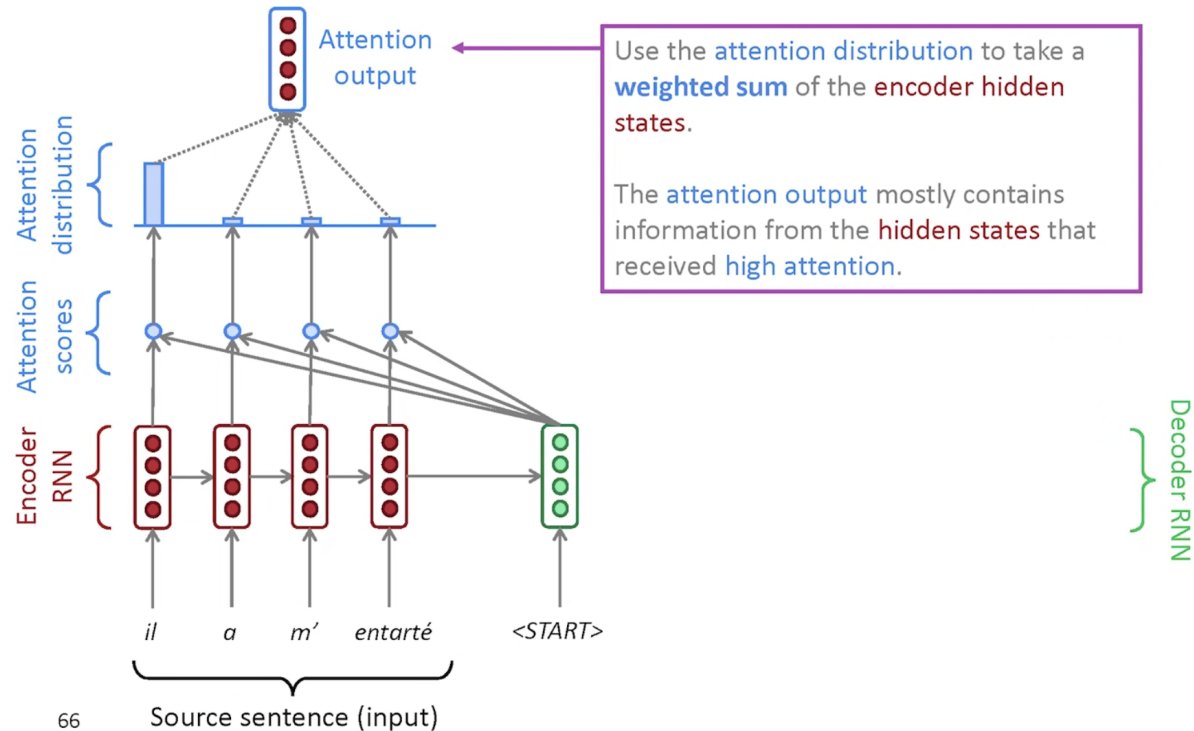 Attention
output
Use the attention distribution to take a
weighted sum of the encoder hidden
states.
The attention output mostly contains
information from the hidden states that
received high attention.
Attention
distribution
Attention
scores
Encoder
RNN
Decoder RNN
il a m’ entarté <START>
Source sentence (input)
66